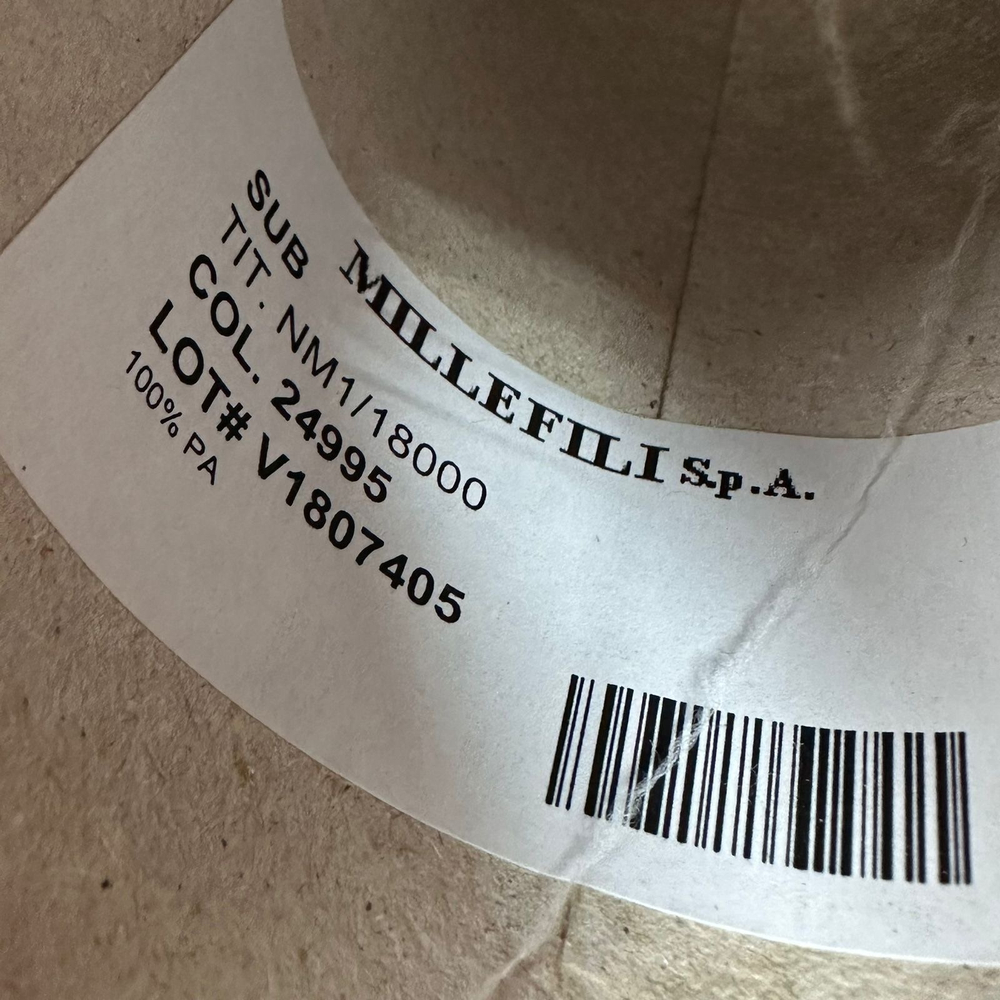 MILLEFILI S.p.A.
SUB
TIT. NM1/18000
COL. 24995
LOT# V1807405
100% PA